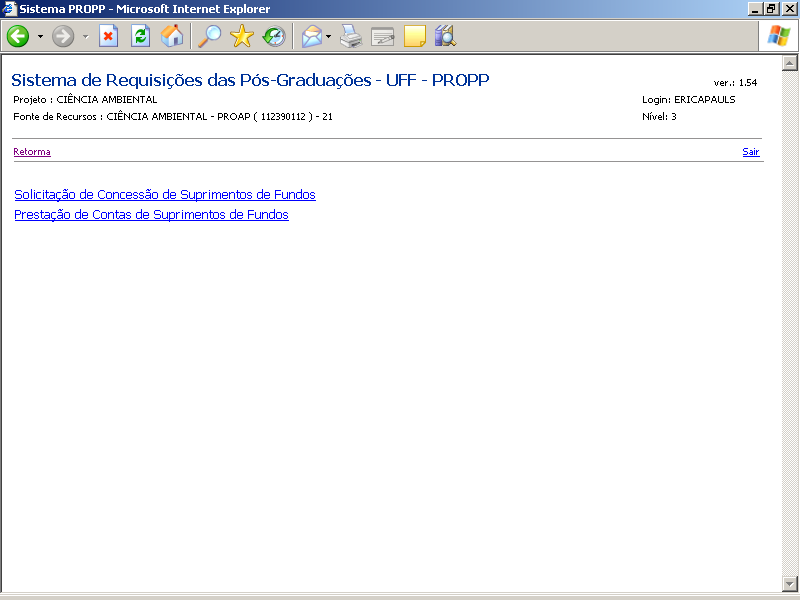 Sistema PROPP - Microsoft Internet Explorer
Sistema de Requisições das Pós-Graduações - UFF - PROPP
ver.: 1.54
Projeto : CIÊNCIA AMBIENTAL
Login: ERICAPAULS
Fonte de Recursos : CIÊNCIA AMBIENTAL - PROAP ( 112390112 ) - 21
Nível: 3
Retorna
Sair
Solicitação de Concessão de Suprimentos de Fundos
Prestação de Contas de Suprimentos de Fundos